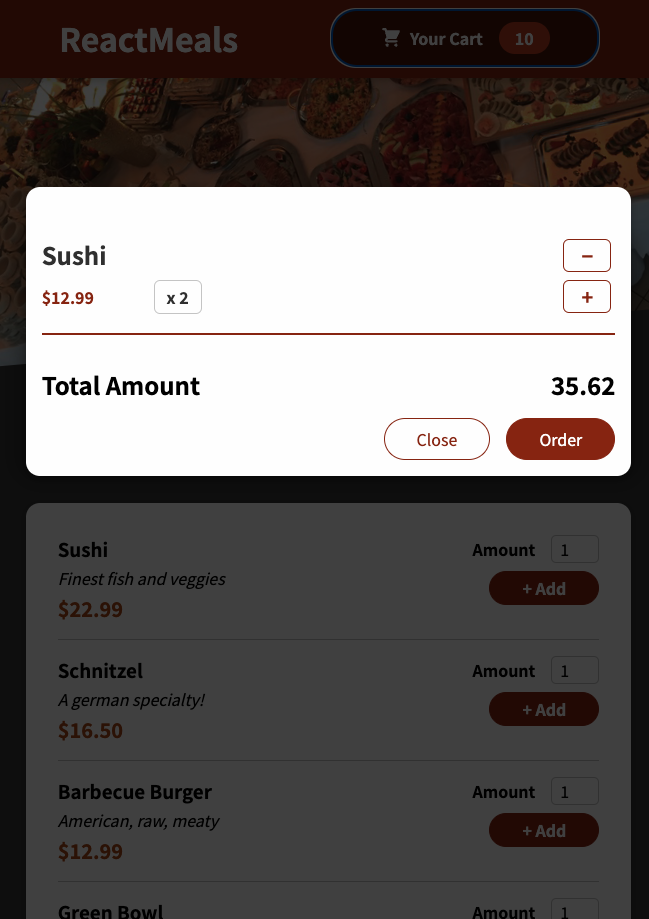 ReactMeals
Your Cart 10
Sushi
−
$12.99 x 2 +
Total Amount 35.62
Close Order
Sushi Amount 1
Finest fish and veggies
+ Add
$22.99
Schnitzel Amount 1
A german specialty!
+ Add
$16.50
Barbecue Burger Amount 1
American, raw, meaty
+ Add
$12.99
Green Bowl Amount 1